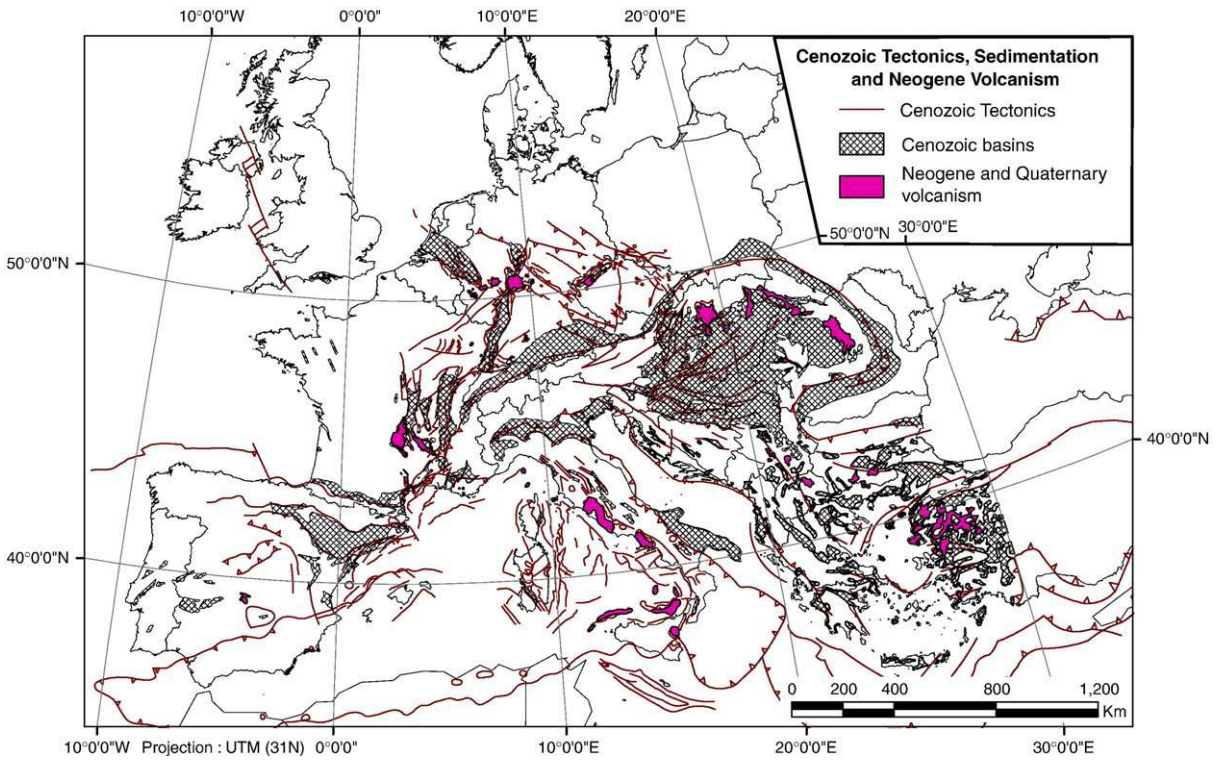 10°0'0"W 0°0'0" 10°0'0"E 20°0'0"E
Cenozoic Tectonics, Sedimentation
and Neogene Volcanism
Cenozoic Tectonics
Cenozoic basins
Neogene and Quaternary
volcanism
50°0'0"N 30°0'0"E
50°0'0"N
40°0'0"N
40°0'0"N
0 200 400 800 1,200
Km
10°0'0"W Projection : UTM (31N) 0°0'0" 10°0'0"E 20°0'0"E 30°0'0"E